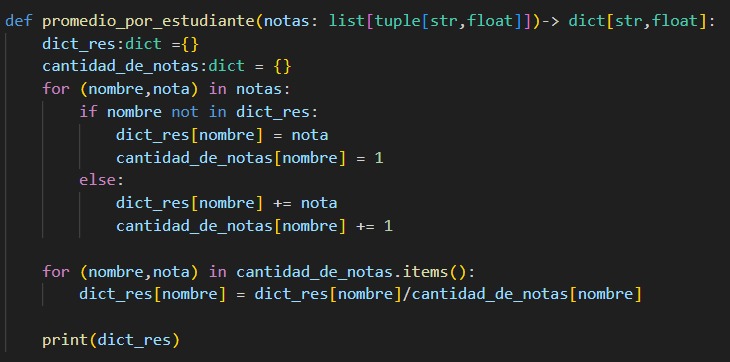 def promedio_por_estudiante(notas: list[tuple[str,float]])-> dict[str,float]:
    dict_res:dict ={}
    cantidad_de_notas:dict = {}
    for (nombre,nota) in notas:
        if nombre not in dict_res:
            dict_res[nombre] = nota
            cantidad_de_notas[nombre] = 1
        else:
            dict_res[nombre] += nota
            cantidad_de_notas[nombre] += 1

    for (nombre,nota) in cantidad_de_notas.items():
        dict_res[nombre] = dict_res[nombre]/cantidad_de_notas[nombre]

    print(dict_res)